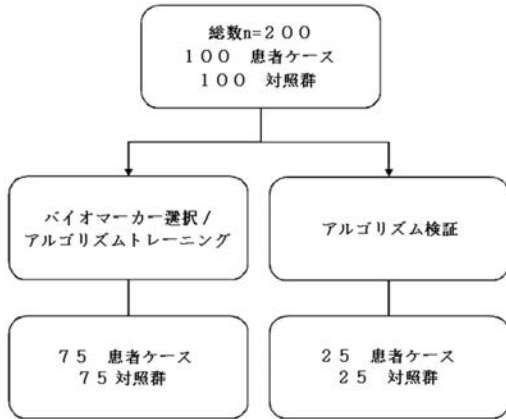 総数n=200
100 患者ケース
100 対照群
バイオマーカー選択/
アルゴリズムトレーニング
アルゴリズム検証
75 患者ケース
75 対照群
25 患者ケース
25 対照群